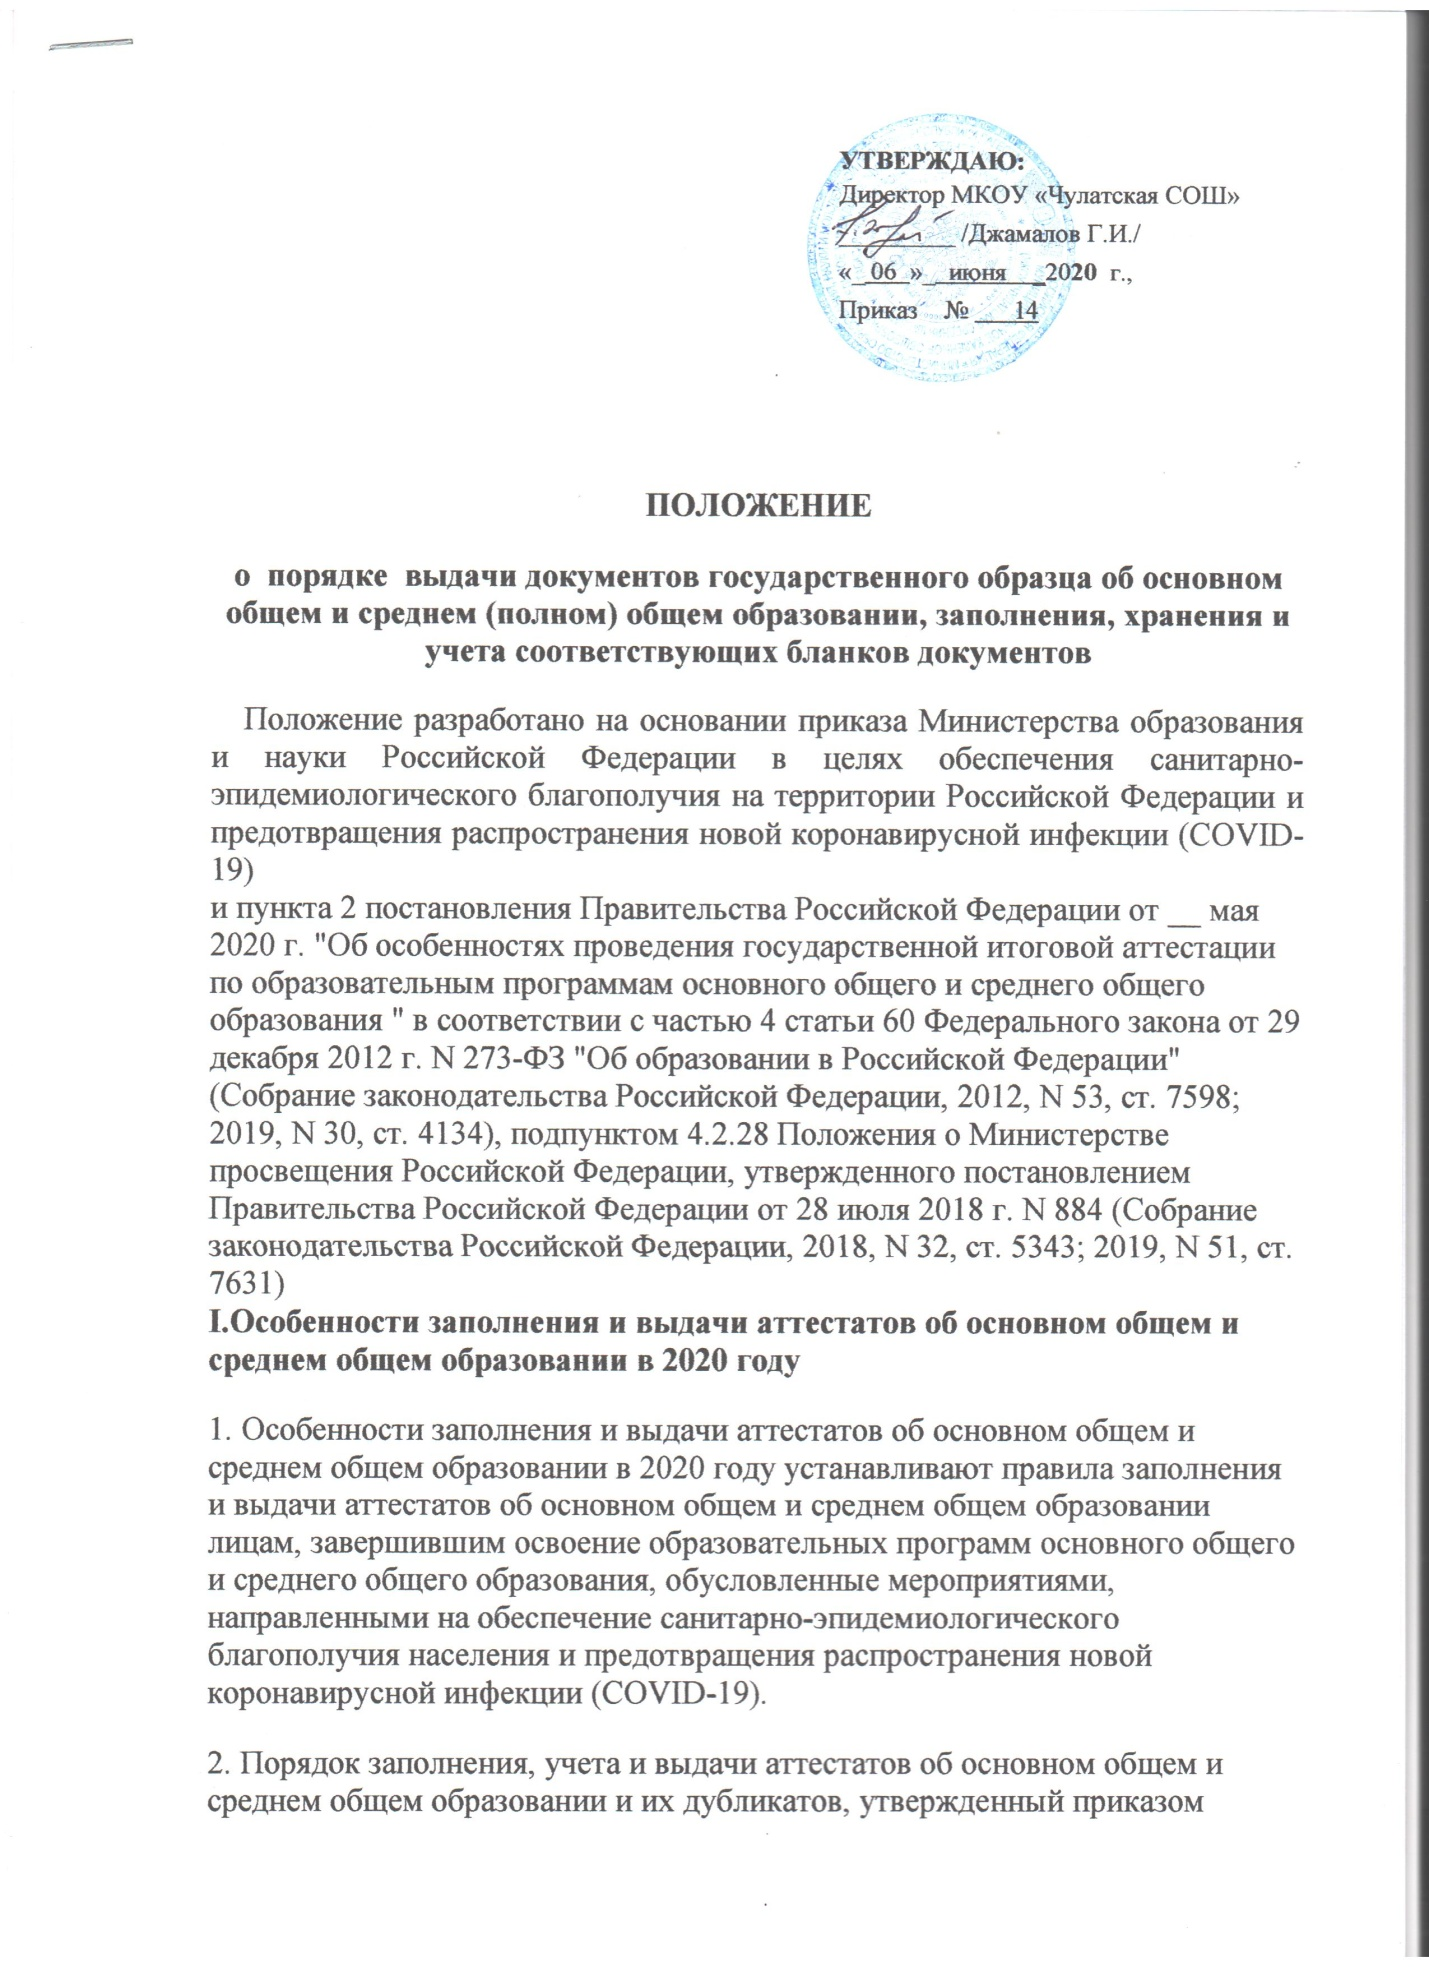 УТВЕРЖДАЮ:
Директор МКОУ «Чулатская СОШ»
_________ /Джамалов Г.И./
«_06_»_ июня __2020 г.,
Приказ № ___14
ПОЛОЖЕНИЕ
о порядке выдачи документов государственного образца об основном
общем и среднем (полном) общем образовании, заполнения, хранения и
учета соответствующих бланков документов
Положение разработано на основании приказа Министерства образования
и науки Российской Федерации в целях обеспечения санитарно-
эпидемиологического благополучия на территории Российской Федерации и
предотвращения распространения новой коронавирусной инфекции (COVID-
19)
и пункта 2 постановления Правительства Российской Федерации от __ мая
2020 г. "Об особенностях проведения государственной итоговой аттестации
по образовательным программам основного общего и среднего общего
образования " в соответствии с частью 4 статьи 60 Федерального закона от 29
декабря 2012 г. N 273-ФЗ "Об образовании в Российской Федерации"
(Собрание законодательства Российской Федерации, 2012, N 53, ст. 7598;
2019, N 30, ст. 4134), подпунктом 4.2.28 Положения о Министерстве
просвещения Российской Федерации, утвержденного постановлением
Правительства Российской Федерации от 28 июля 2018 г. N 884 (Собрание
законодательства Российской Федерации, 2018, N 32, ст. 5343; 2019, N 51, ст.
7631)
I.Особенности заполнения и выдачи аттестатов об основном общем и
среднем общем образовании в 2020 году
1. Особенности заполнения и выдачи аттестатов об основном общем и
среднем общем образовании в 2020 году устанавливают правила заполнения
и выдачи аттестатов об основном общем и среднем общем образовании
лицам, завершившим освоение образовательных программ основного общего
и среднего общего образования, обусловленные мероприятиями,
направленными на обеспечение санитарно-эпидемиологического
благополучия населения и предотвращения распространения новой
коронавирусной инфекции (COVID-19).
2. Порядок заполнения, учета и выдачи аттестатов об основном общем и
среднем общем образовании и их дубликатов, утвержденный приказом